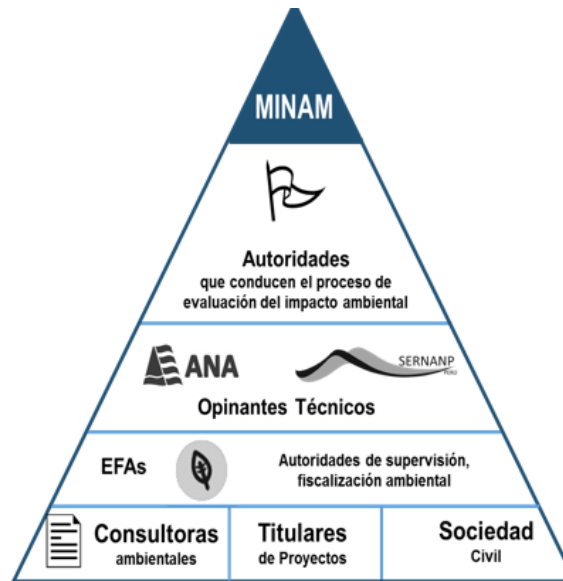 MINAM
Autoridades
que conducen el proceso de
evaluación del impacto ambiental
ANA
SERNANP
PERÚ
Opinantes Técnicos
EFAs
Autoridades de supervisión,
fiscalización ambiental
Consultoras
ambientales
Titulares
de Proyectos
Sociedad
Civil